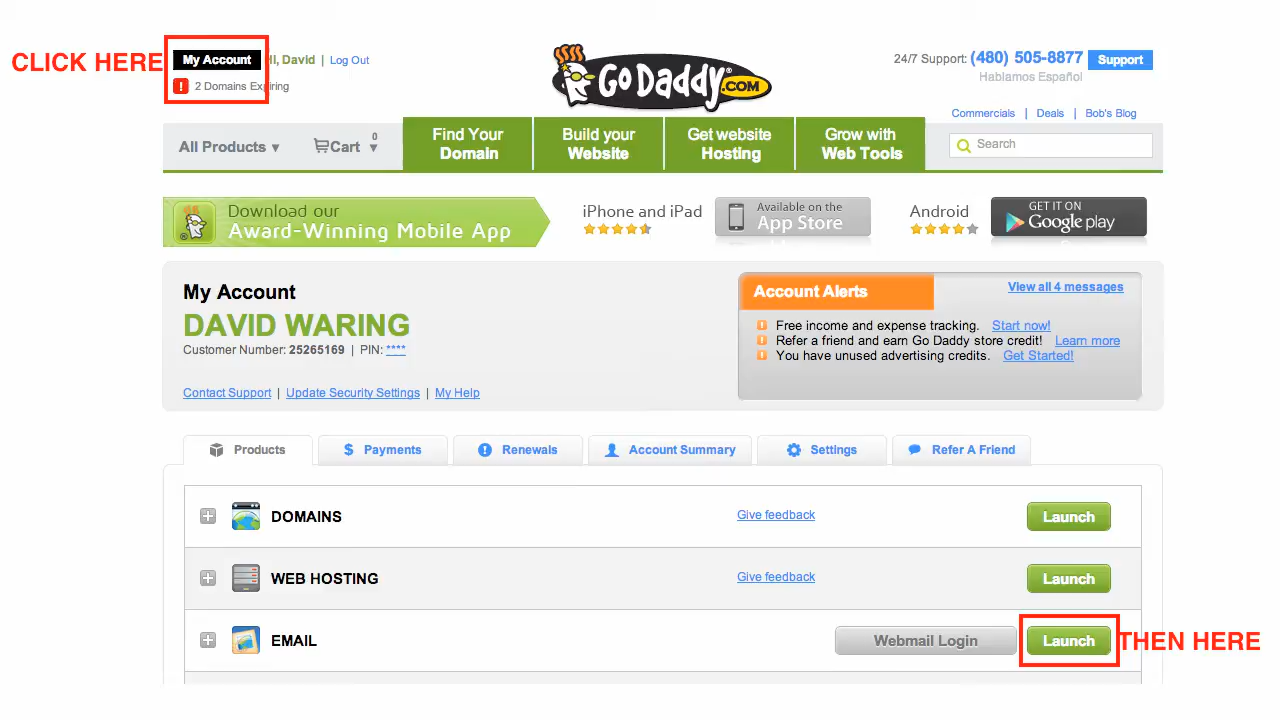 CLICK HERE
My Account
Hi, David | Log Out
! 2 Domains Expiring
GO DADDY.COM
24/7 Support: (480) 505-8877 Support
Hablamos Español
Commercials | Deals | Bob's Blog
All Products ▾
Cart 0 ▾
Find Your
Domain
Build your
Website
Get website
Hosting
Grow with
Web Tools
Search
Download our
Award-Winning Mobile App
iPhone and iPad
Available on the
App Store
Android
GET IT ON
Google play
My Account
DAVID WARING
Customer Number: 25265169 | PIN: ****
Contact Support | Update Security Settings | My Help
Account Alerts
View all 4 messages
Free income and expense tracking. Start now!
Refer a friend and earn Go Daddy store credit! Learn more
You have unused advertising credits. Get Started!
Products
$ Payments
Renewals
Account Summary
Settings
Refer A Friend
DOMAINS Give feedback Launch
WEB HOSTING Give feedback Launch
EMAIL Webmail Login Launch
THEN HERE